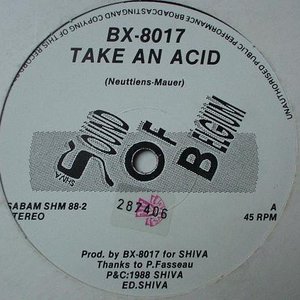 BX-8017
TAKE AN ACID
(Neuttiens-Mauer)
UNAUTHORISED PUBLIC PERFORMANCE BROADCASTING AND COPYING OF THIS RECORD
SHIVA
SOUND
OF
BELGIUM
SABAM SHM 88-2
STEREO
287406
A
45 RPM
Prod. by BX-8017 for SHIVA
Thanks to P.Fasseau
P&C:1988 SHIVA
ED.SHIVA